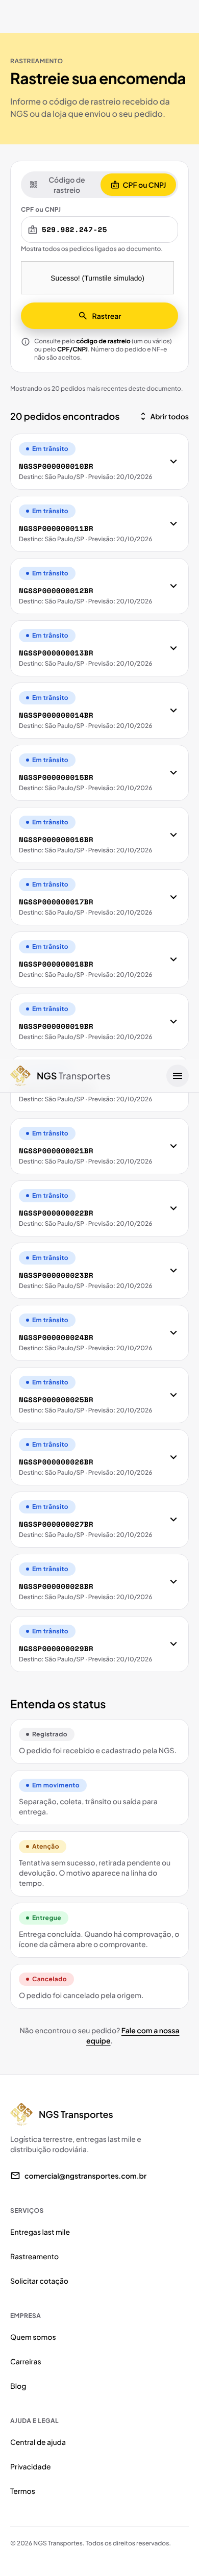 RASTREAMENTO
Rastreie sua encomenda
Informe o código de rastreio recebido da
NGS ou da loja que enviou o seu pedido.
Código de
rastreio
CPF ou CNPJ
CPF ou CNPJ
529.982.247-25
Mostra todos os pedidos ligados ao documento.
Sucesso! (Turnstile simulado)
Rastrear
Consulte pelo código de rastreio (um ou vários)
ou pelo CPF/CNPJ. Número do pedido e NF-e
não são aceitos.
Mostrando os 20 pedidos mais recentes deste documento.
20 pedidos encontrados
Abrir todos
Em trânsito
NGSSP000000010BR
Destino: São Paulo/SP · Previsão: 20/10/2026
Em trânsito
NGSSP000000011BR
Destino: São Paulo/SP · Previsão: 20/10/2026
Em trânsito
NGSSP000000012BR
Destino: São Paulo/SP · Previsão: 20/10/2026
Em trânsito
NGSSP000000013BR
Destino: São Paulo/SP · Previsão: 20/10/2026
Em trânsito
NGSSP000000014BR
Destino: São Paulo/SP · Previsão: 20/10/2026
Em trânsito
NGSSP000000015BR
Destino: São Paulo/SP · Previsão: 20/10/2026
Em trânsito
NGSSP000000016BR
Destino: São Paulo/SP · Previsão: 20/10/2026
Em trânsito
NGSSP000000017BR
Destino: São Paulo/SP · Previsão: 20/10/2026
Em trânsito
NGSSP000000018BR
Destino: São Paulo/SP · Previsão: 20/10/2026
Em trânsito
NGSSP000000019BR
Destino: São Paulo/SP · Previsão: 20/10/2026
NGS Transportes
Destino: São Paulo/SP · Previsão: 20/10/2026
Em trânsito
NGSSP000000021BR
Destino: São Paulo/SP · Previsão: 20/10/2026
Em trânsito
NGSSP000000022BR
Destino: São Paulo/SP · Previsão: 20/10/2026
Em trânsito
NGSSP000000023BR
Destino: São Paulo/SP · Previsão: 20/10/2026
Em trânsito
NGSSP000000024BR
Destino: São Paulo/SP · Previsão: 20/10/2026
Em trânsito
NGSSP000000025BR
Destino: São Paulo/SP · Previsão: 20/10/2026
Em trânsito
NGSSP000000026BR
Destino: São Paulo/SP · Previsão: 20/10/2026
Em trânsito
NGSSP000000027BR
Destino: São Paulo/SP · Previsão: 20/10/2026
Em trânsito
NGSSP000000028BR
Destino: São Paulo/SP · Previsão: 20/10/2026
Em trânsito
NGSSP000000029BR
Destino: São Paulo/SP · Previsão: 20/10/2026
Entenda os status
Registrado
O pedido foi recebido e cadastrado pela NGS.
Em movimento
Separação, coleta, trânsito ou saída para
entrega.
Atenção
Tentativa sem sucesso, retirada pendente ou
devolução. O motivo aparece na linha do
tempo.
Entregue
Entrega concluída. Quando há comprovação, o
ícone da câmera abre o comprovante.
Cancelado
O pedido foi cancelado pela origem.
Não encontrou o seu pedido? Fale com a nossa
equipe.
NGS Transportes
Logística terrestre, entregas last mile e
distribuição rodoviária.
comercial@ngstransportes.com.br
SERVIÇOS
Entregas last mile
Rastreamento
Solicitar cotação
EMPRESA
Quem somos
Carreiras
Blog
AJUDA E LEGAL
Central de ajuda
Privacidade
Termos
© 2026 NGS Transportes. Todos os direitos reservados.